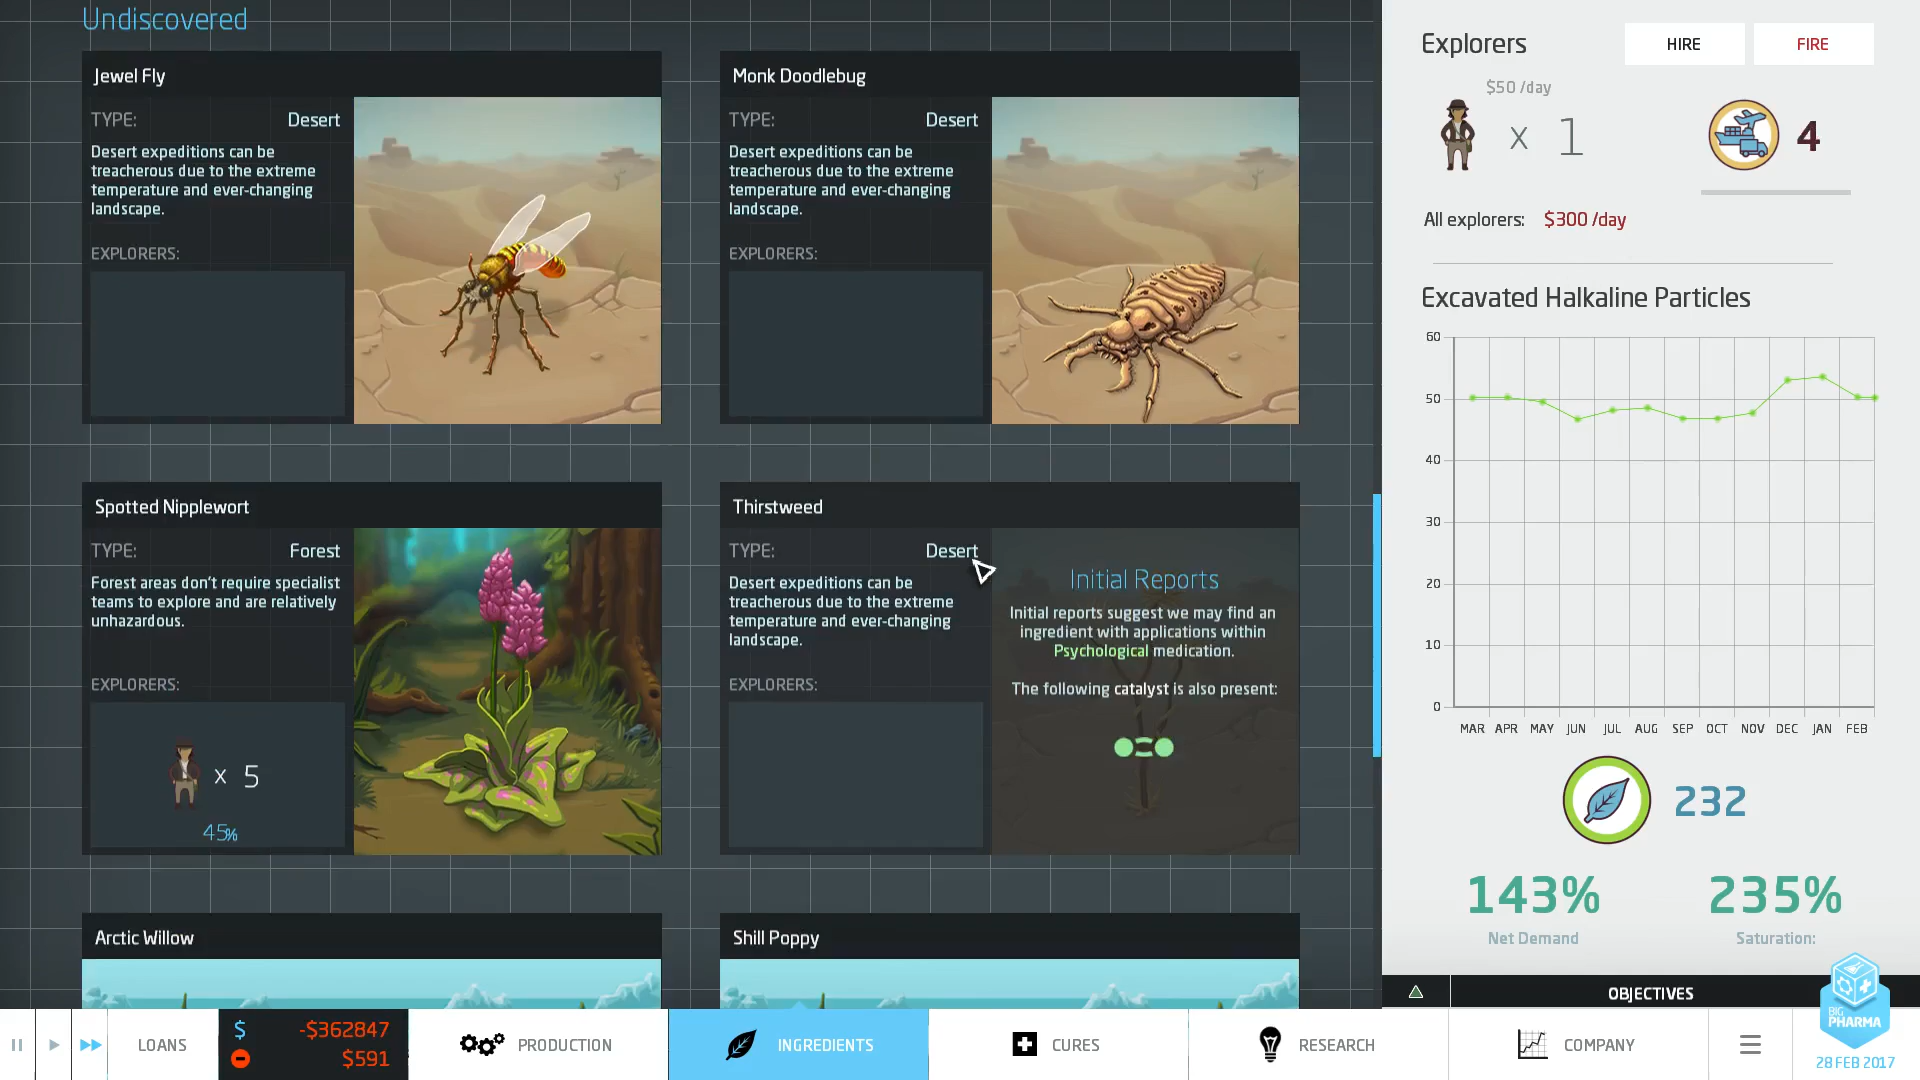 Undiscovered
Jewel Fly
TYPE: Desert
Desert expeditions can be
treacherous due to the extreme
temperature and ever-changing
landscape.
EXPLORERS:
Monk Doodlebug
TYPE: Desert
Desert expeditions can be
treacherous due to the extreme
temperature and ever-changing
landscape.
EXPLORERS:
Spotted Nipplewort
TYPE: Forest
Forest areas don't require specialist
teams to explore and are relatively
unhazardous.
EXPLORERS:
x 5
45%
Thirstweed
TYPE: Desert
Desert expeditions can be
treacherous due to the extreme
temperature and ever-changing
landscape.
EXPLORERS:
Initial Reports
Initial reports suggest we may find an
ingredient with applications within
Psychological medication.
The following catalyst is also present:
Arctic Willow
Shill Poppy
Explorers
HIRE
FIRE
$50 /day
x 1
4
All explorers: $300 /day
Excavated Halkaline Particles
60
50
40
30
20
10
0
MAR APR MAY JUN JUL AUG SEP OCT NOV DEC JAN FEB
232
143%
Net Demand
235%
Saturation:
OBJECTIVES
LOANS
$ -$362847
$591
PRODUCTION
INGREDIENTS
CURES
RESEARCH
COMPANY
BIG
PHARMA
28 FEB 2017